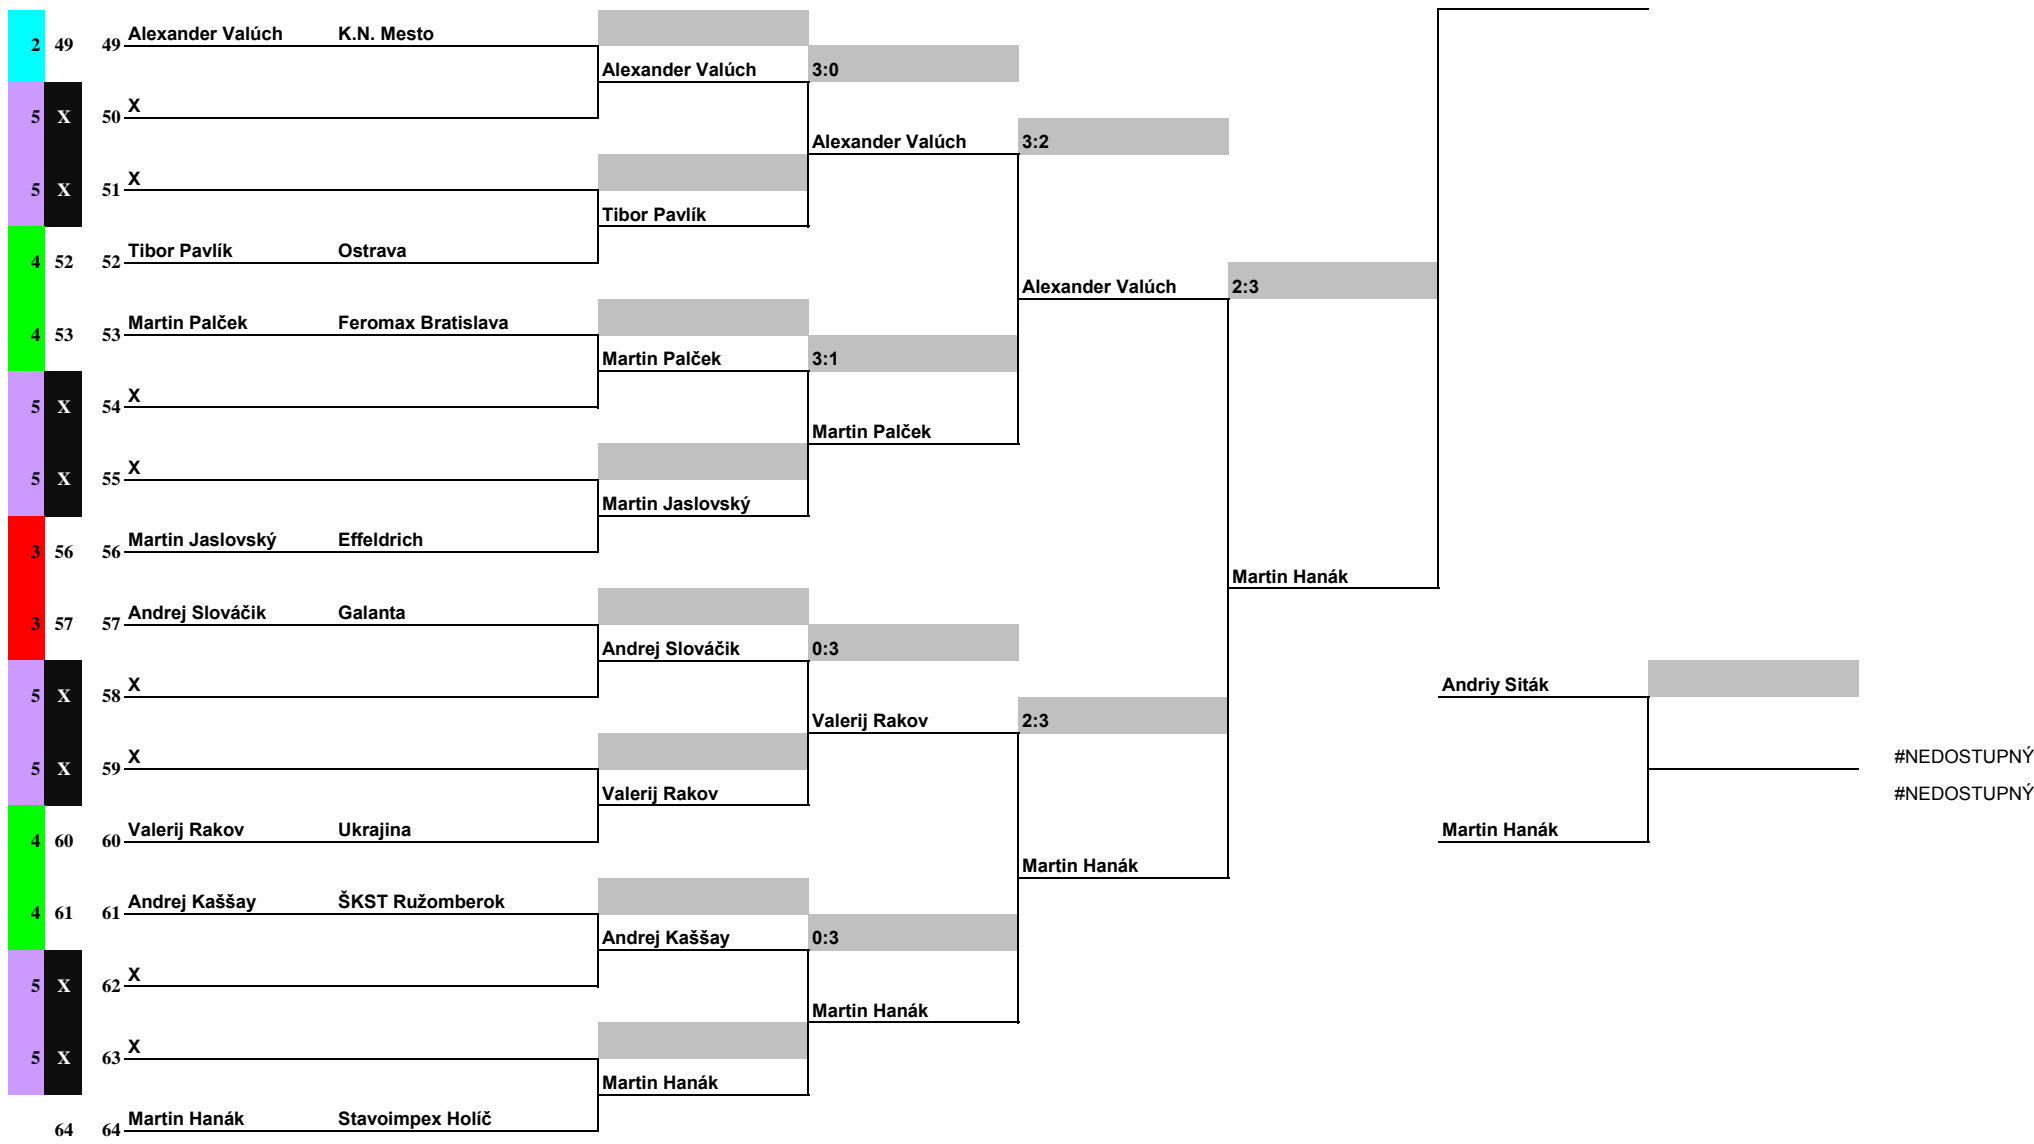 2 49 49 Alexander Valúch K.N. Mesto
Alexander Valúch 3:0
5 X 50 X
Alexander Valúch 3:2
5 X 51 X
Tibor Pavlík
4 52 52 Tibor Pavlík Ostrava
Alexander Valúch 2:3
4 53 53 Martin Palček Feromax Bratislava
Martin Palček 3:1
5 X 54 X
Martin Palček
5 X 55 X
Martin Jaslovský
3 56 56 Martin Jaslovský Effeldrich
Martin Hanák
3 57 57 Andrej Slováčik Galanta
Andrej Slováčik 0:3
5 X 58 X
Andriy Siták
Valerij Rakov 2:3
5 X 59 X
#NEDOSTUPNÝ
Valerij Rakov
#NEDOSTUPNÝ
4 60 60 Valerij Rakov Ukrajina
Martin Hanák
Martin Hanák
4 61 61 Andrej Kaššay ŠKST Ružomberok
Andrej Kaššay 0:3
5 X 62 X
Martin Hanák
5 X 63 X
Martin Hanák
64 64 Martin Hanák Stavoimpex Holíč